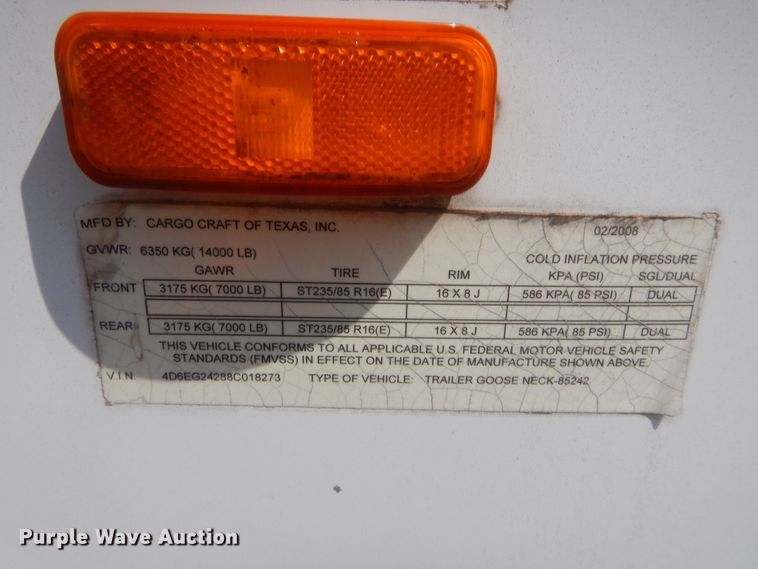 MFD BY: CARGO CRAFT OF TEXAS, INC. 02/2008
GVWR: 6350 KG( 14000 LB) COLD INFLATION PRESSURE
GAWR TIRE RIM KPA (PSI) SGL/DUAL
FRONT 3175 KG( 7000 LB) ST235/85 R16(E) 16 X 8 J 586 KPA( 85 PSI) DUAL
REAR 3175 KG( 7000 LB) ST235/85 R16(E) 16 X 8 J 586 KPA( 85 PSI) DUAL
THIS VEHICLE CONFORMS TO ALL APPLICABLE U.S. FEDERAL MOTOR VEHICLE SAFETY
STANDARDS (FMVSS) IN EFFECT ON THE DATE OF MANUFACTURE SHOWN ABOVE.
V.I.N. 4D6EG24288C018273 TYPE OF VEHICLE: TRAILER GOOSE NECK-85242
Purple Wave Auction